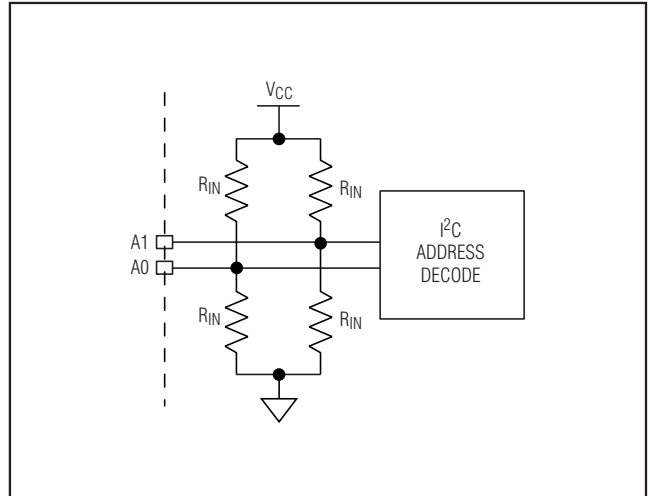 VCC
RIN
RIN
A1
A0
I2C
ADDRESS
DECODE
RIN
RIN